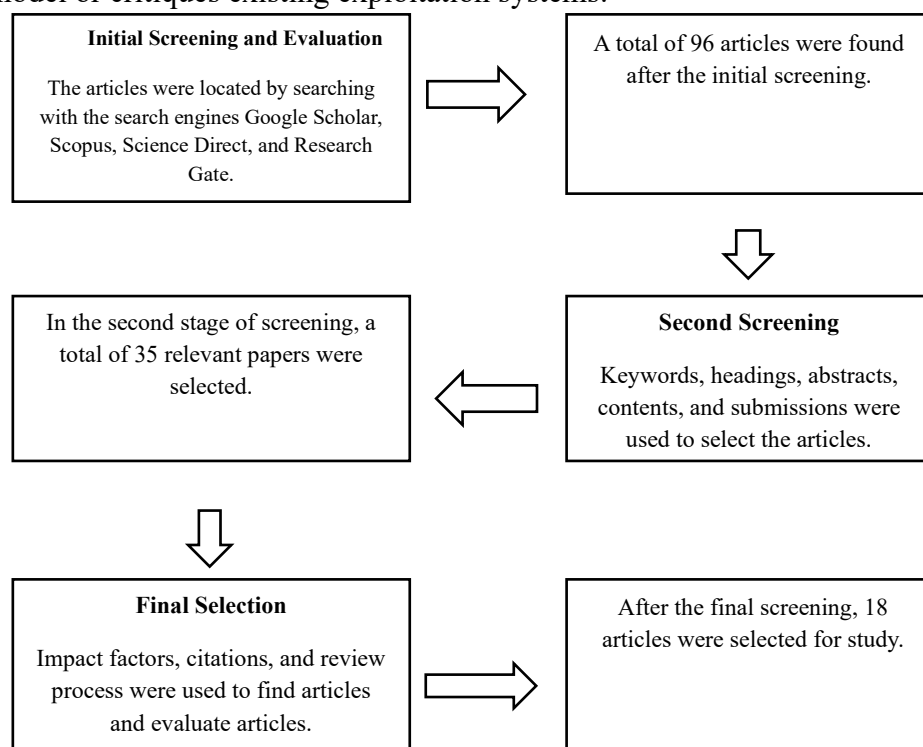 model or critiques existing exploitation systems.
Initial Screening and Evaluation
The articles were located by searching
with the search engines Google Scholar,
Scopus, Science Direct, and Research
Gate.
A total of 96 articles were found
after the initial screening.
Second Screening
Keywords, headings, abstracts,
contents, and submissions were
used to select the articles.
In the second stage of screening, a
total of 35 relevant papers were
selected.
Final Selection
Impact factors, citations, and review
process were used to find articles
and evaluate articles.
After the final screening, 18
articles were selected for study.